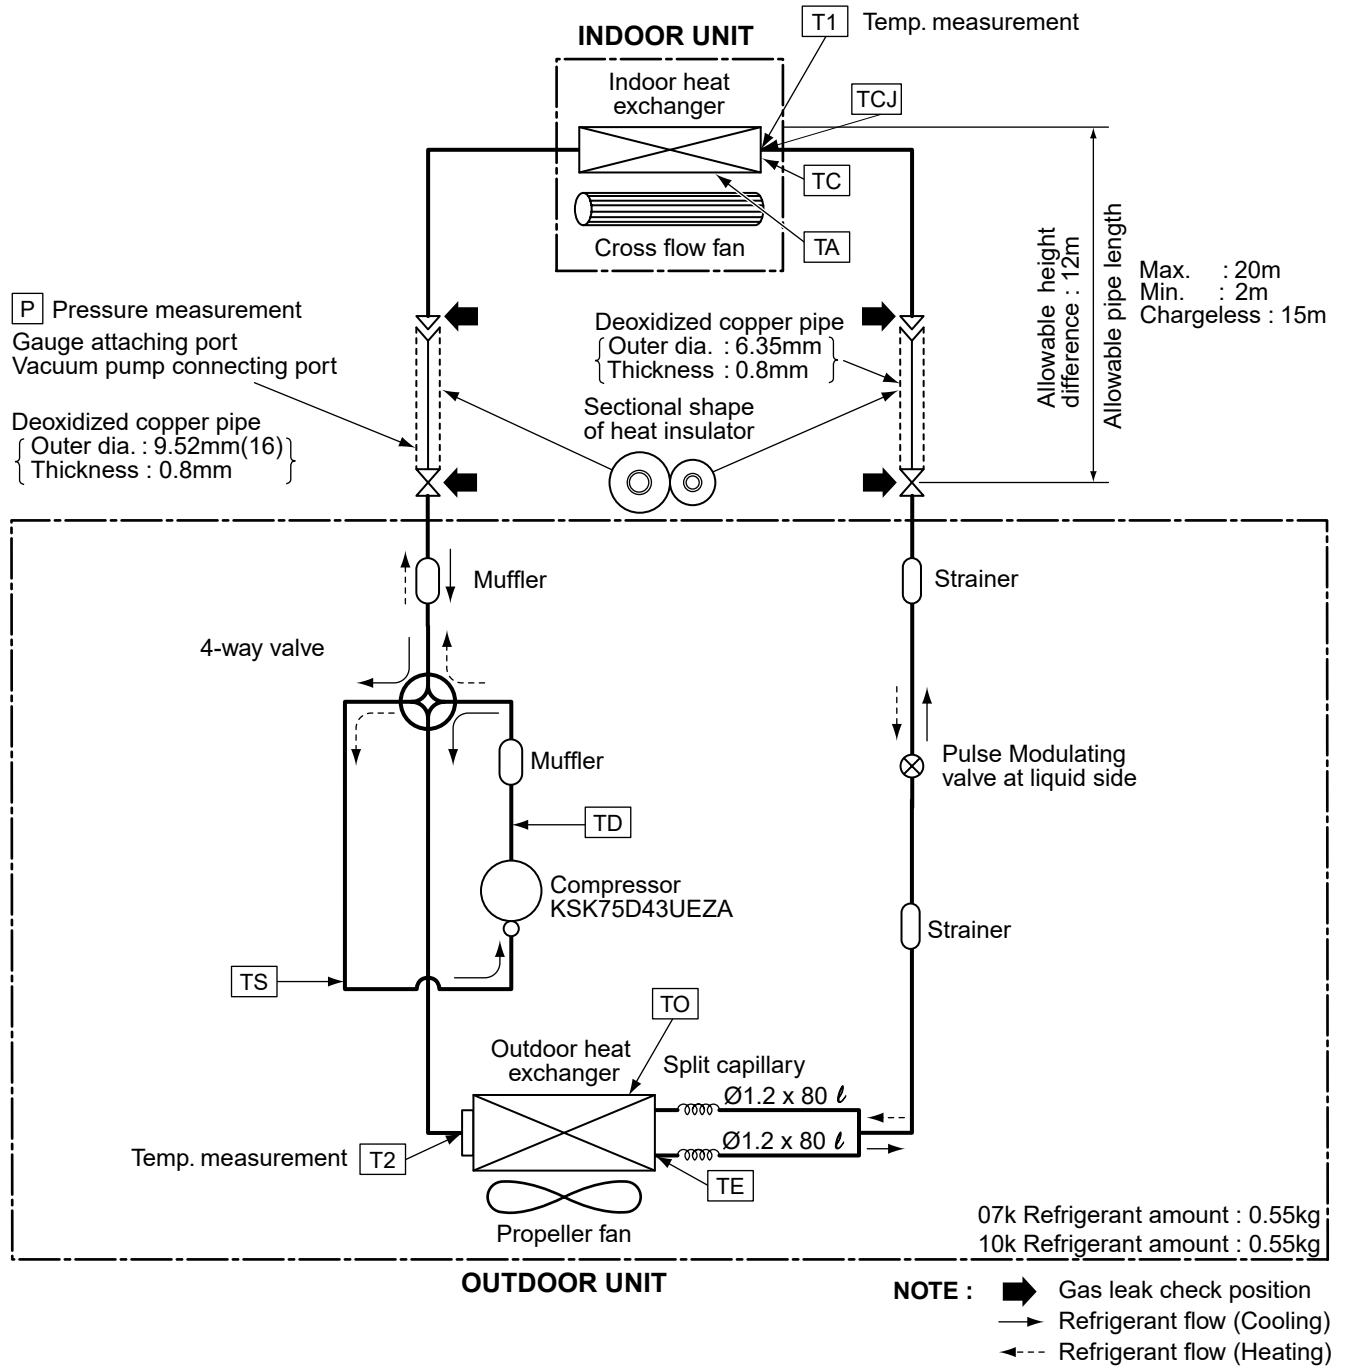 T1 Temp. measurement
INDOOR UNIT
Indoor heat
exchanger
TCJ
TC
TA
Cross flow fan
Allowable height
difference : 12m
Allowable pipe length
Max. : 20m
Min. : 2m
Chargeless : 15m
P Pressure measurement
Gauge attaching port
Vacuum pump connecting port
Deoxidized copper pipe
Outer dia. : 9.52mm(16)
Thickness : 0.8mm
Deoxidized copper pipe
Outer dia. : 6.35mm
Thickness : 0.8mm
Sectional shape
of heat insulator
Muffler
Strainer
4-way valve
Muffler
Pulse Modulating
valve at liquid side
TD
Compressor
KSK75D43UEZA
Strainer
TS
TO
Outdoor heat
exchanger
Split capillary
Ø1.2 x 80 ℓ
Ø1.2 x 80 ℓ
Temp. measurement T2
TE
Propeller fan
07k Refrigerant amount : 0.55kg
10k Refrigerant amount : 0.55kg
OUTDOOR UNIT
NOTE : Gas leak check position
Refrigerant flow (Cooling)
Refrigerant flow (Heating)